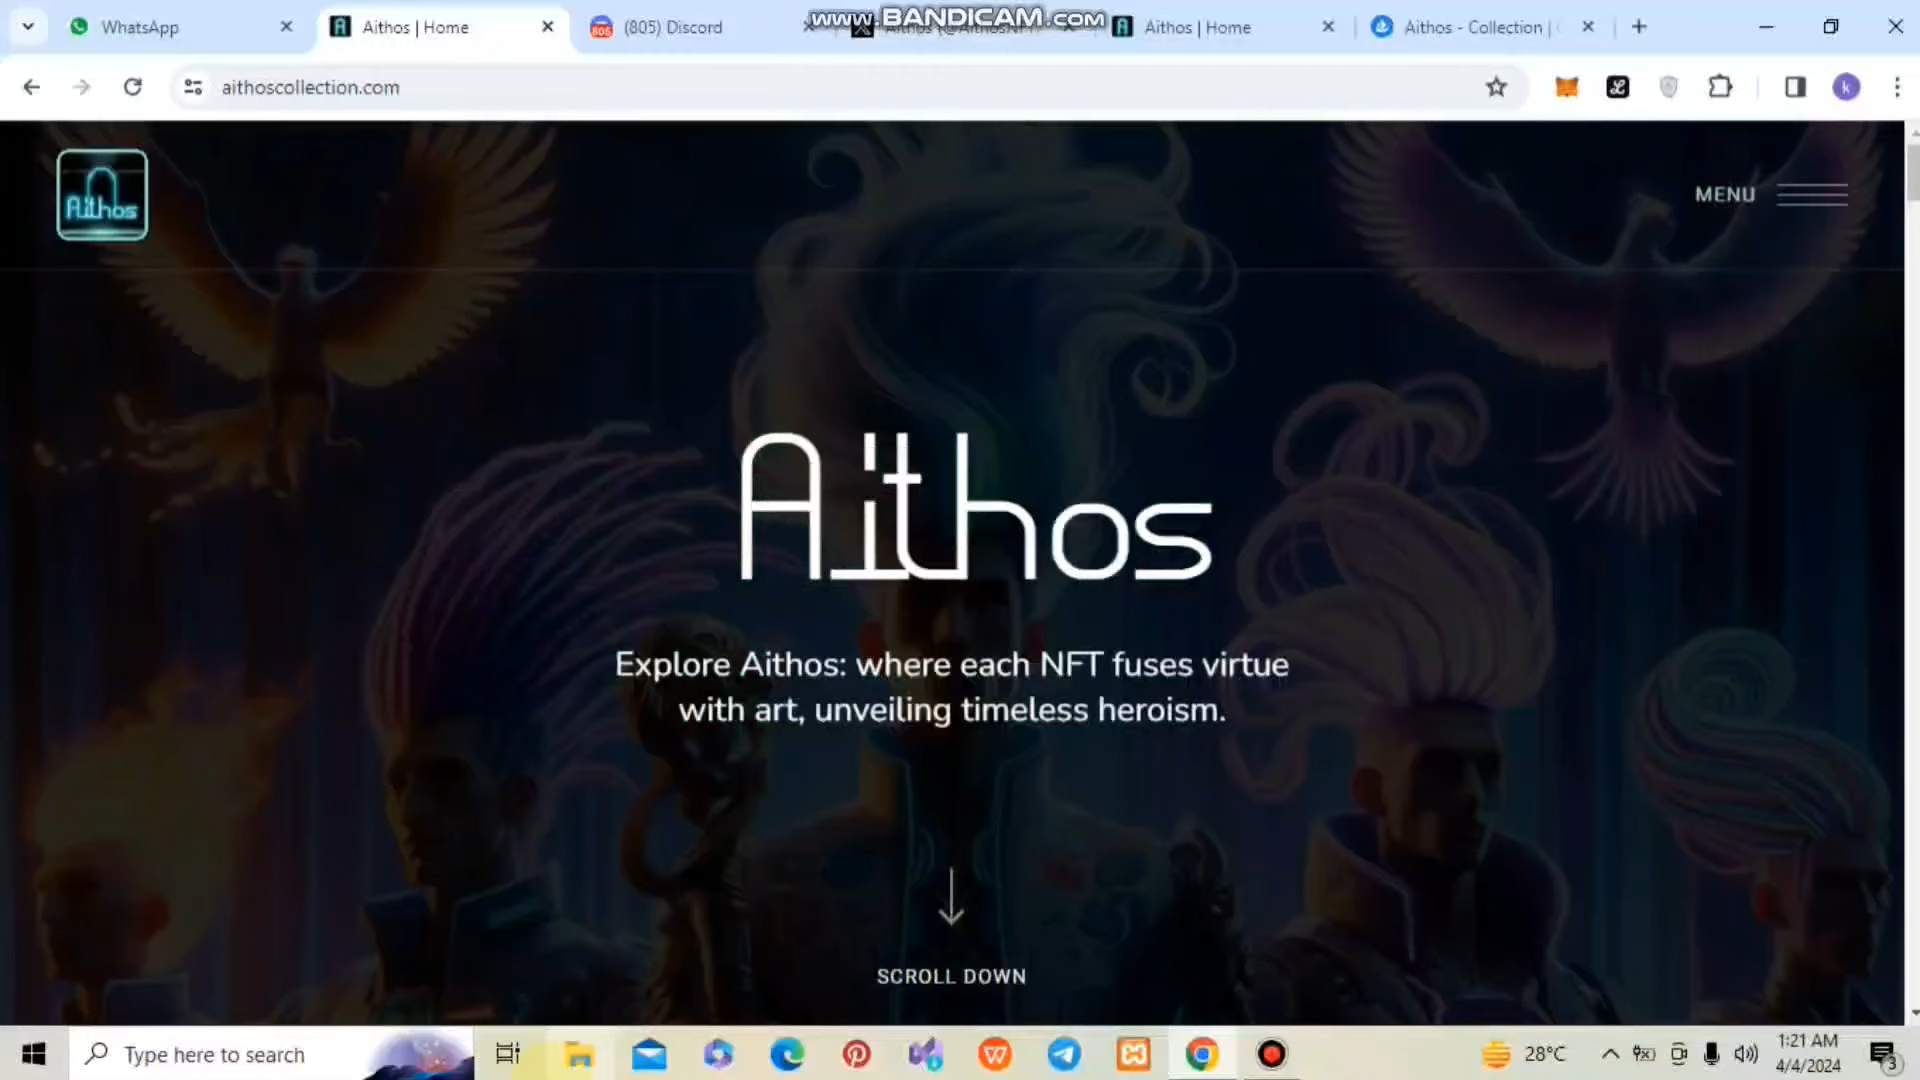 WhatsApp
Aithos | Home
(805) Discord
www.BANDICAM.com
Aithos | Home
Aithos - Collection |
aithoscollection.com
k
Aithos
MENU
Aithos
Explore Aithos: where each NFT fuses virtue
with art, unveiling timeless heroism.
SCROLL DOWN
Type here to search
28°C
1:21 AM
4/4/2024
3